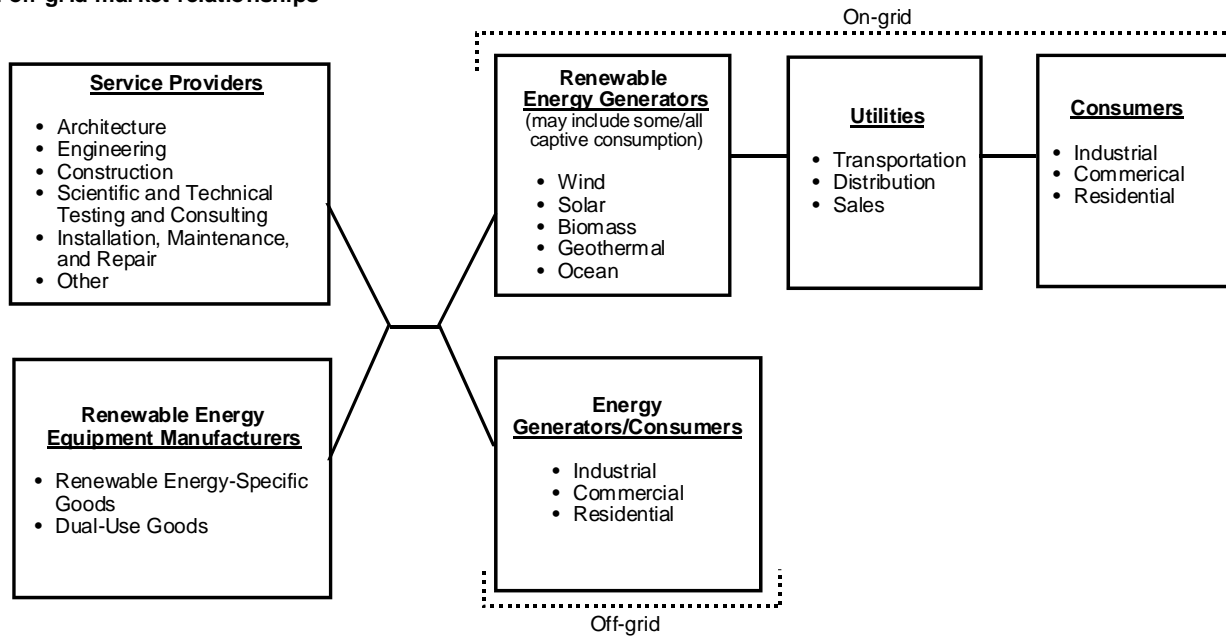 off-grid market relationships
On-grid
Service Providers
• Architecture
• Engineering
• Construction
• Scientific and Technical
Testing and Consulting
• Installation, Maintenance,
and Repair
• Other
Renewable
Energy Generators
(may include some/all
captive consumption)
• Wind
• Solar
• Biomass
• Geothermal
• Ocean
Utilities
• Transportation
• Distribution
• Sales
Consumers
• Industrial
• Commerical
• Residential
Renewable Energy
Equipment Manufacturers
• Renewable Energy-Specific
Goods
• Dual-Use Goods
Energy
Generators/Consumers
• Industrial
• Commercial
• Residential
Off-grid